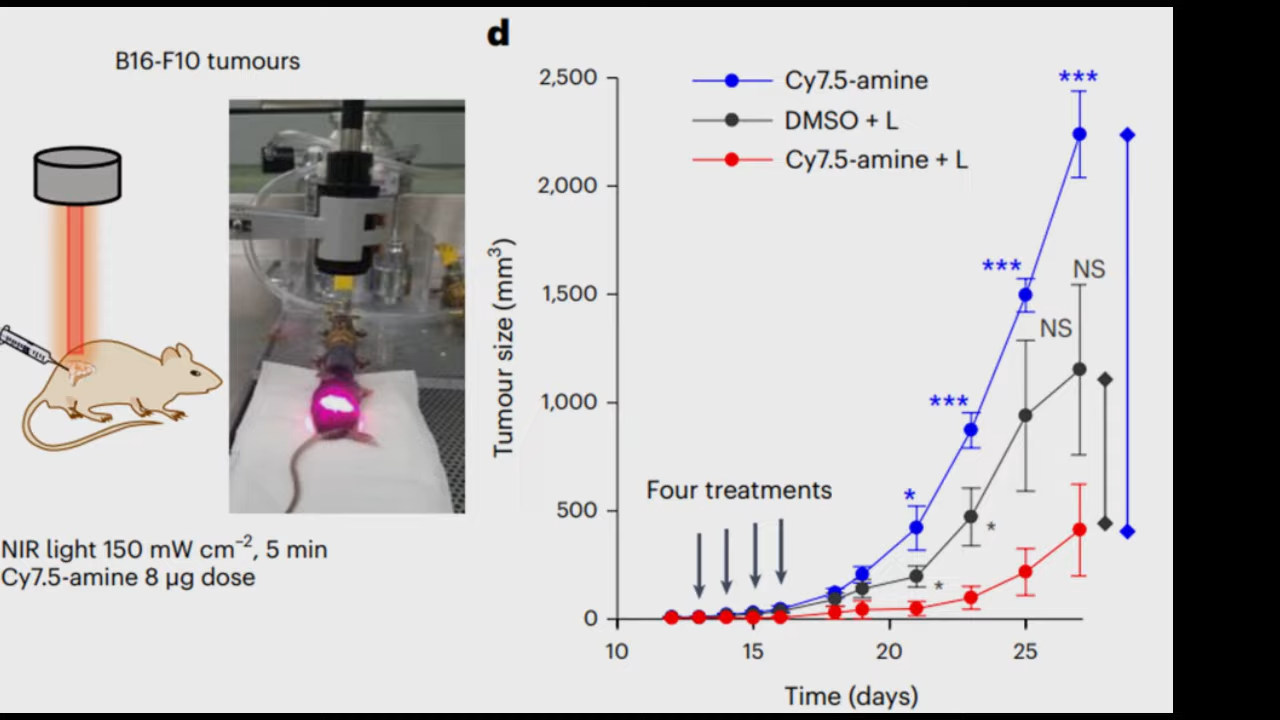 B16-F10 tumours
NIR light 150 mW cm⁻², 5 min
Cy7.5-amine 8 µg dose
d
Cy7.5-amine
DMSO + L
Cy7.5-amine + L
Tumour size (mm³)
2,500
2,000
1,500
1,000
500
0
Four treatments
*
***
***
***
*
*
NS
NS
10
15
20
25
Time (days)